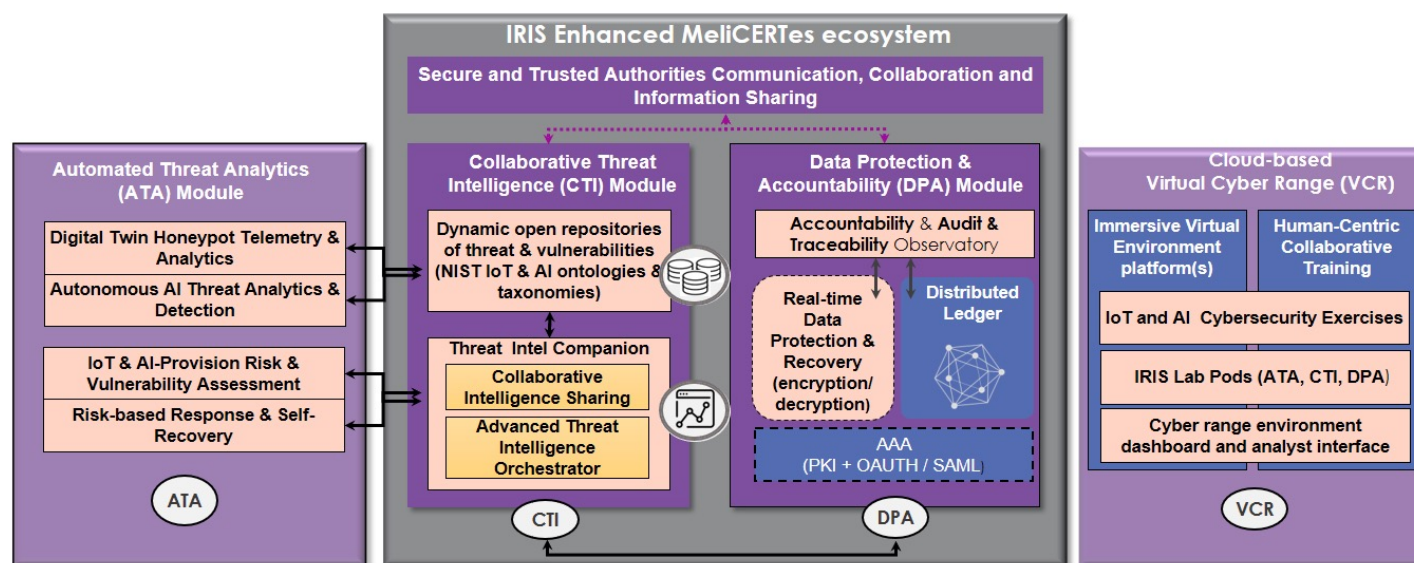 IRIS Enhanced MeliCERTes ecosystem
Secure and Trusted Authorities Communication, Collaboration and
Information Sharing
Automated Threat Analytics
(ATA) Module
Digital Twin Honeypot Telemetry &
Analytics
Autonomous AI Threat Analytics &
Detection
IoT & AI-Provision Risk &
Vulnerability Assessment
Risk-based Response & Self-
Recovery
ATA
Collaborative Threat
Intelligence (CTI) Module
Dynamic open repositories
of threat & vulnerabilities
(NIST IoT & AI ontologies &
taxonomies)
Threat Intel Companion
Collaborative
Intelligence Sharing
Advanced Threat
Intelligence
Orchestrator
CTI
Data Protection &
Accountability (DPA) Module
Accountability & Audit &
Traceability Observatory
Real-time
Data
Protection &
Recovery
(encryption/
decryption)
Distributed
Ledger
AAA
(PKI + OAUTH / SAML)
DPA
Cloud-based
Virtual Cyber Range (VCR)
Immersive Virtual
Environment
platform(s)
Human-Centric
Collaborative
Training
IoT and AI Cybersecurity Exercises
IRIS Lab Pods (ATA, CTI, DPA)
Cyber range environment
dashboard and analyst interface
VCR